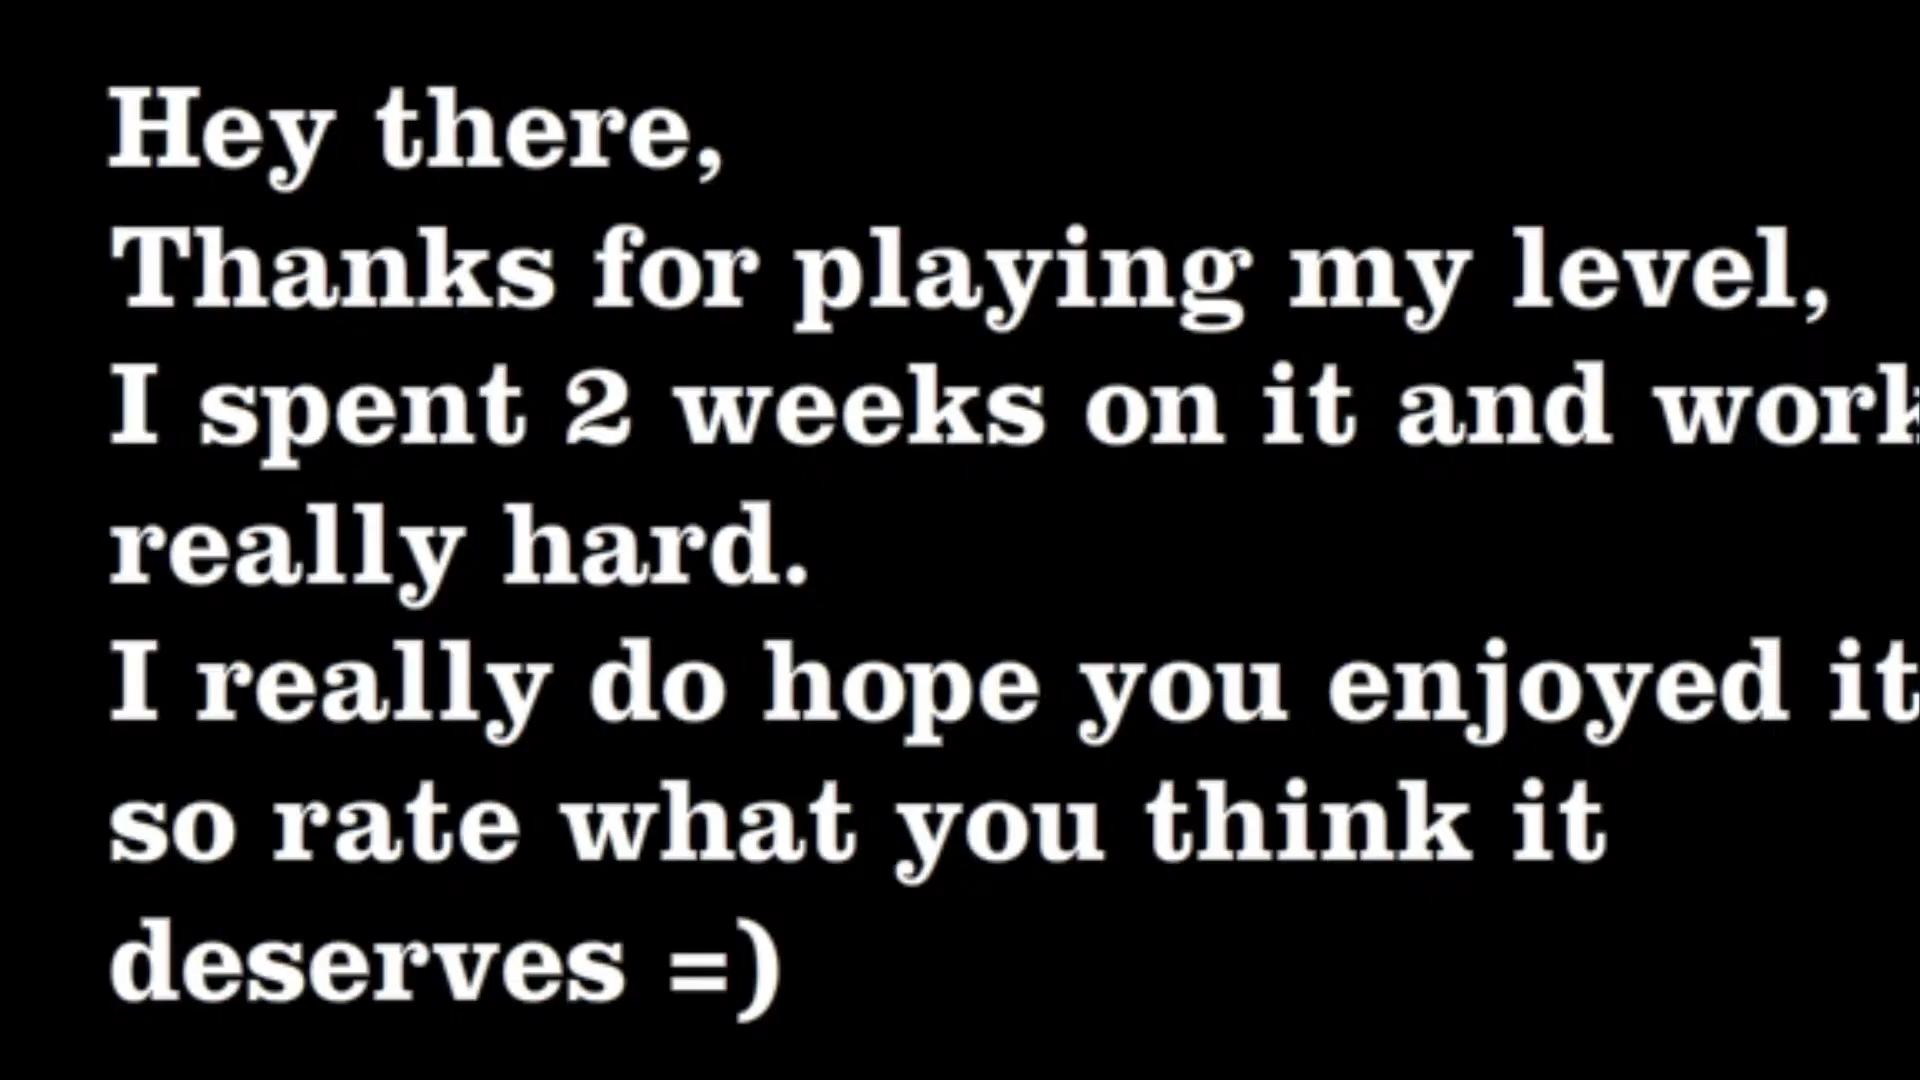 Hey there,
Thanks for playing my level,
I spent 2 weeks on it and work
really hard.
I really do hope you enjoyed it
so rate what you think it
deserves =)